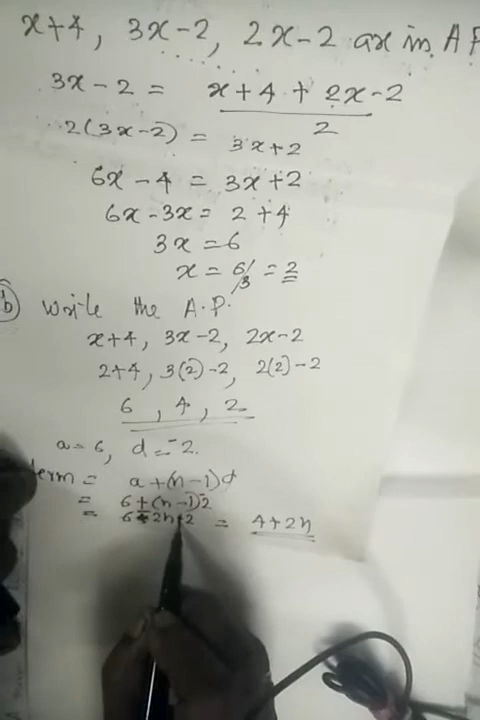 x+4, 3x-2, 2x-2 are in AP
3x-2 = (x+4+2x-2)/2
2(3x-2) = 3x+2
6x-4 = 3x+2
6x-3x = 2+4
3x = 6
x = 6/3 = 2
b) Write the A.P.
x+4, 3x-2, 2x-2
2+4, 3(2)-2, 2(2)-2
6, 4, 2
a=6, d=-2.
term = a+(n-1)d
= 6+(n-1)-2
= 6-2n+2 = 4+2n